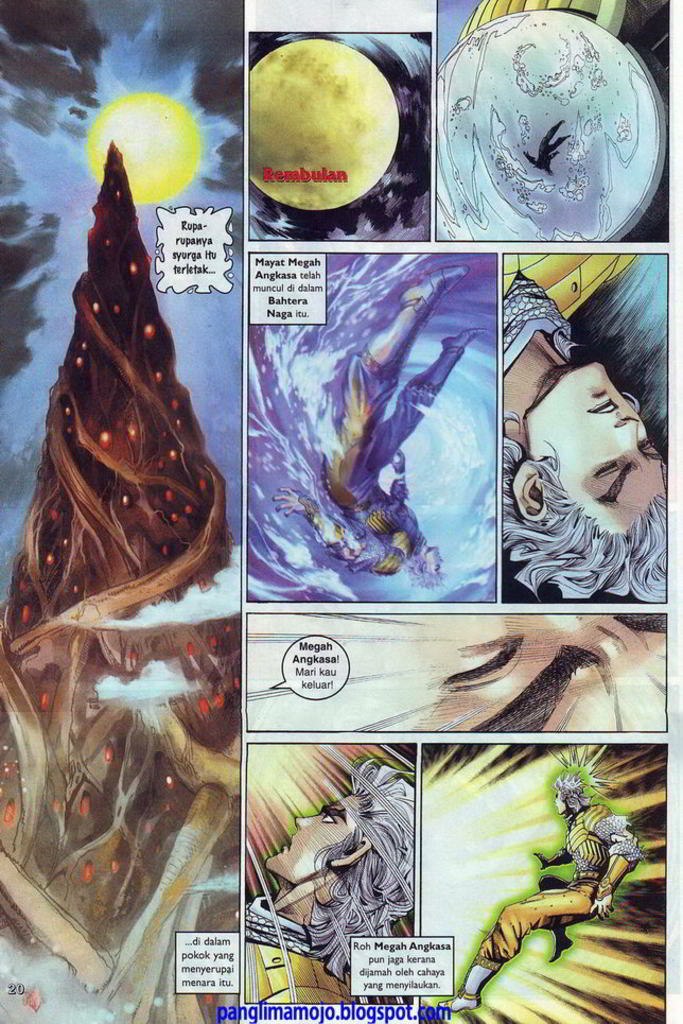 Rupa-
rupanya
syurga itu
terletak...
Rembulan
Mayat Megah
Angkasa telah
muncul di dalam
Bahtera
Naga itu.
Megah
Angkasa!
Mari kau
keluar!
...di dalam
pokok yang
menyerupai
menara itu.
Roh Megah Angkasa
pun jaga kerana
dijamah oleh cahaya
yang menyilaukan.
20
panglimamojo.blogspot.com